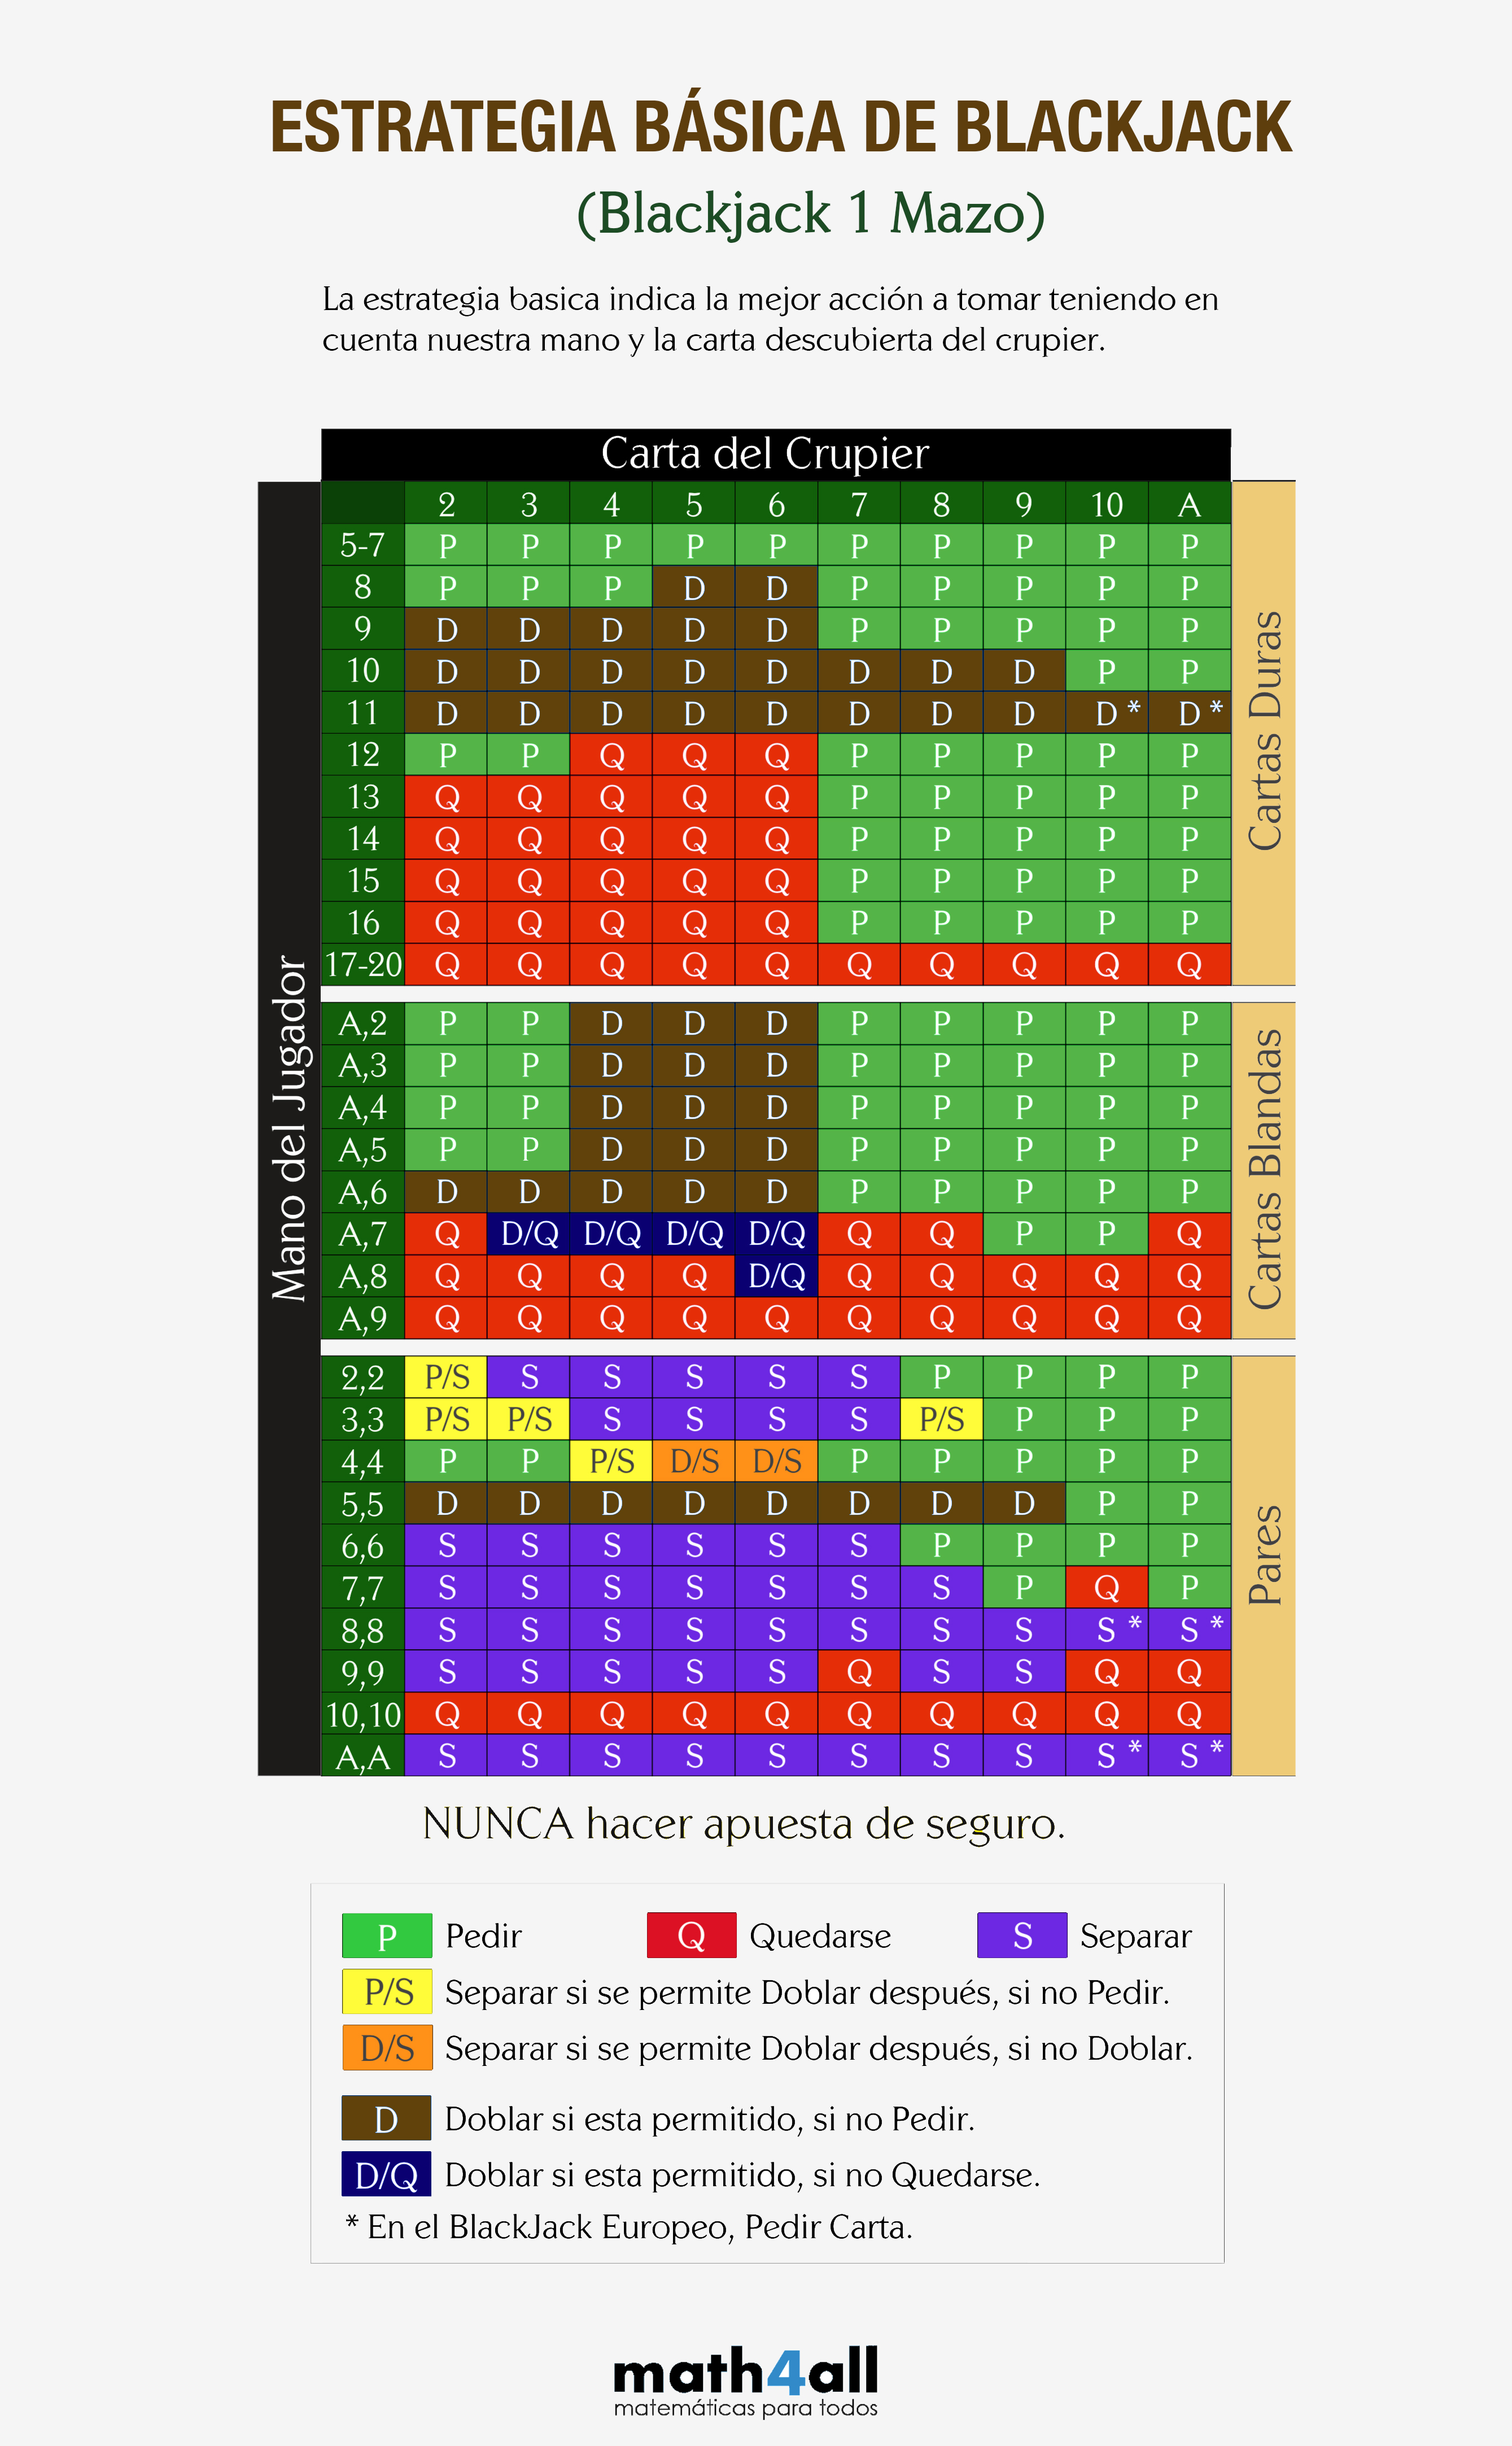 ESTRATEGIA BÁSICA DE BLACKJACK
(Blackjack 1 Mazo)
La estrategia basica indica la mejor acción a tomar teniendo en
cuenta nuestra mano y la carta descubierta del crupier.
Carta del Crupier
Mano del Jugador
2 3 4 5 6 7 8 9 10 A
Cartas Duras
5-7 P P P P P P P P P P
8 P P P D D P P P P P
9 D D D D D P P P P P
10 D D D D D D D D P P
11 D D D D D D D D D* D*
12 P P Q Q Q P P P P P
13 Q Q Q Q Q P P P P P
14 Q Q Q Q Q P P P P P
15 Q Q Q Q Q P P P P P
16 Q Q Q Q Q P P P P P
17-20 Q Q Q Q Q Q Q Q Q Q
Cartas Blandas
A,2 P P D D D P P P P P
A,3 P P D D D P P P P P
A,4 P P D D D P P P P P
A,5 P P D D D P P P P P
A,6 D D D D D P P P P P
A,7 Q D/Q D/Q D/Q D/Q Q Q P P Q
A,8 Q Q Q Q D/Q Q Q Q Q Q
A,9 Q Q Q Q Q Q Q Q Q Q
Pares
2,2 P/S S S S S S P P P P
3,3 P/S P/S S S S S P/S P P P
4,4 P P P/S D/S D/S P P P P P
5,5 D D D D D D D D P P
6,6 S S S S S S P P P P
7,7 S S S S S S S P Q P
8,8 S S S S S S S S S* S*
9,9 S S S S S Q S S Q Q
10,10 Q Q Q Q Q Q Q Q Q Q
A,A S S S S S S S S S* S*
NUNCA hacer apuesta de seguro.
P Pedir Q Quedarse S Separar
P/S Separar si se permite Doblar después, si no Pedir.
D/S Separar si se permite Doblar después, si no Doblar.
D Doblar si esta permitido, si no Pedir.
D/Q Doblar si esta permitido, si no Quedarse.
* En el BlackJack Europeo, Pedir Carta.
math4all
matemáticas para todos